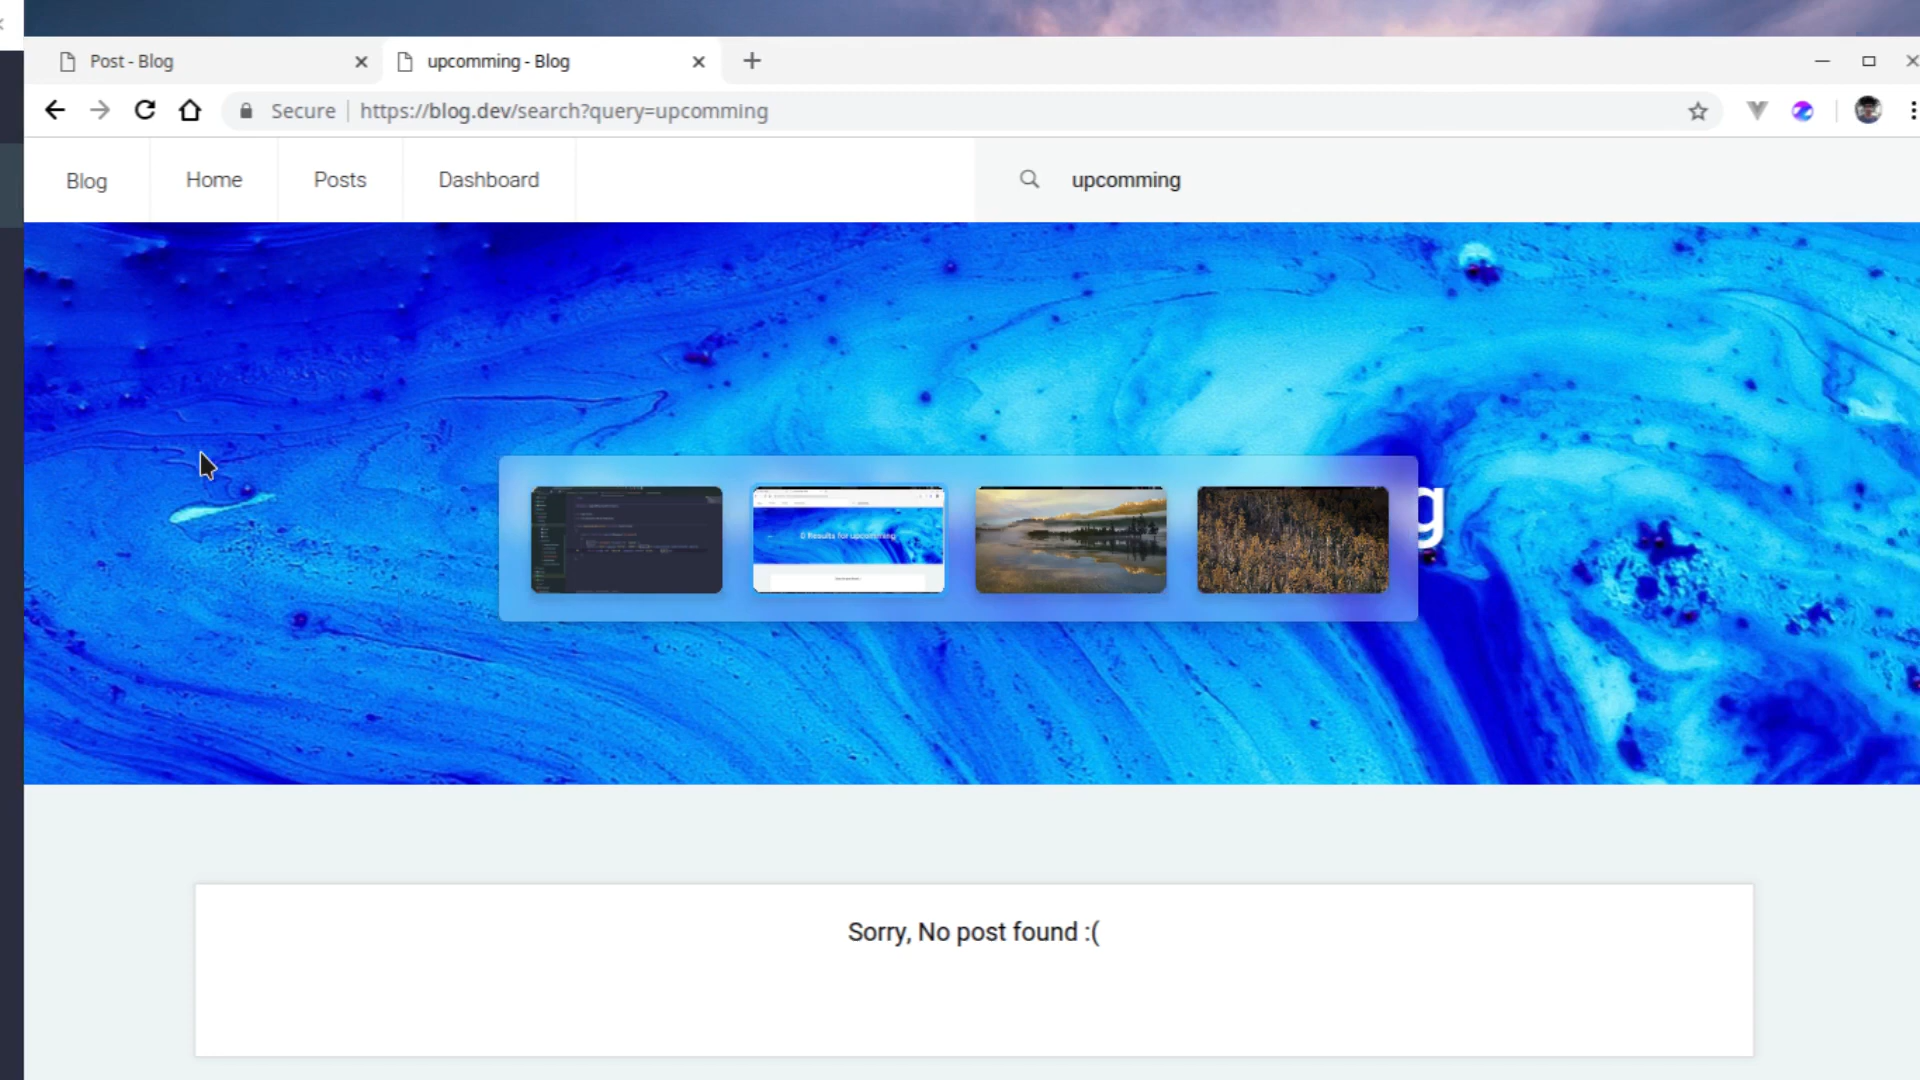 Post - Blog
upcomming - Blog
Secure
https://blog.dev/search?query=upcomming
Blog
Home
Posts
Dashboard
upcomming
0 Results for upcomming
g
Sorry, No post found :(